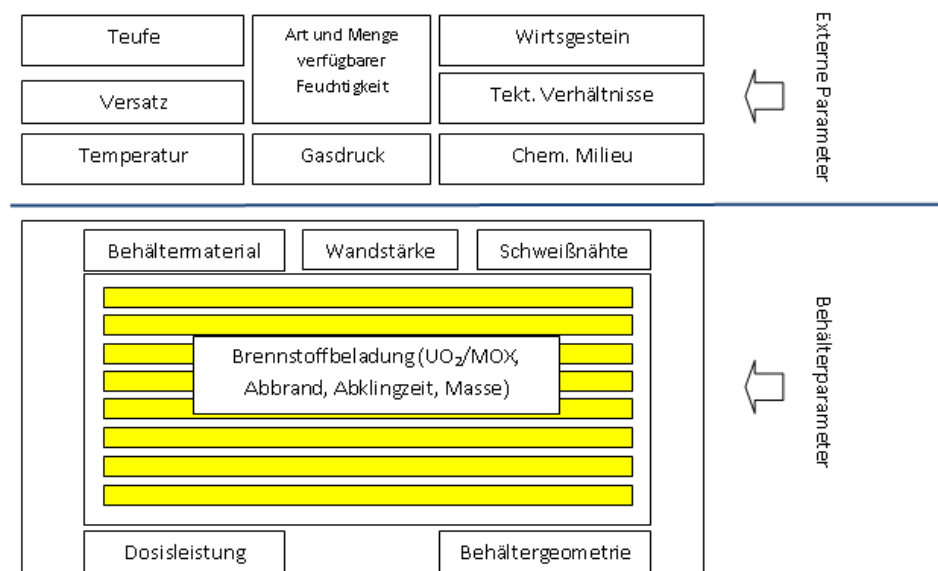 Teufe
Art und Menge
verfügbarer
Feuchtigkeit
Wirtsgestein
Versatz
Tekt. Verhältnisse
Temperatur
Gasdruck
Chem. Milieu
Externe Parameter
Behältermaterial
Wandstärke
Schweißnähte
Brennstoffbeladung (UO₂/MOX,
Abbrand, Abklingzeit, Masse)
Dosisleistung
Behältergeometrie
Behälterparameter